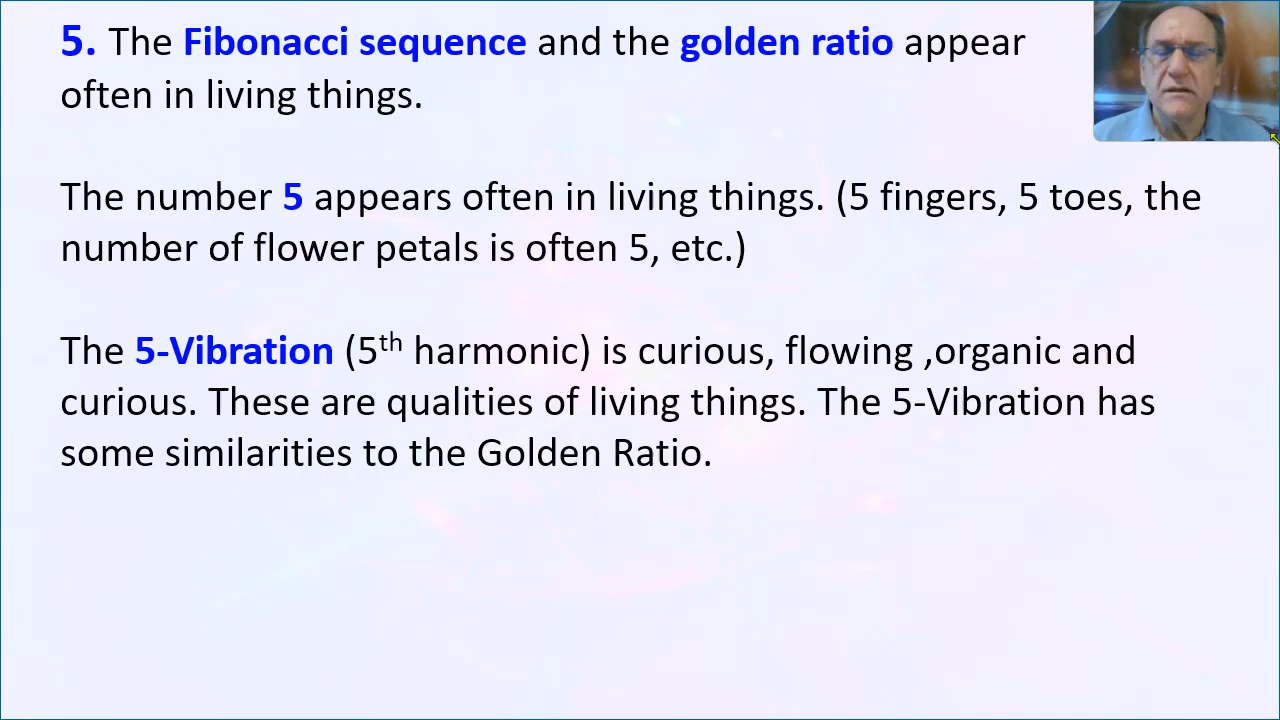 5. The Fibonacci sequence and the golden ratio appear
often in living things.
The number 5 appears often in living things. (5 fingers, 5 toes, the
number of flower petals is often 5, etc.)
The 5-Vibration (5th harmonic) is curious, flowing ,organic and
curious. These are qualities of living things. The 5-Vibration has
some similarities to the Golden Ratio.